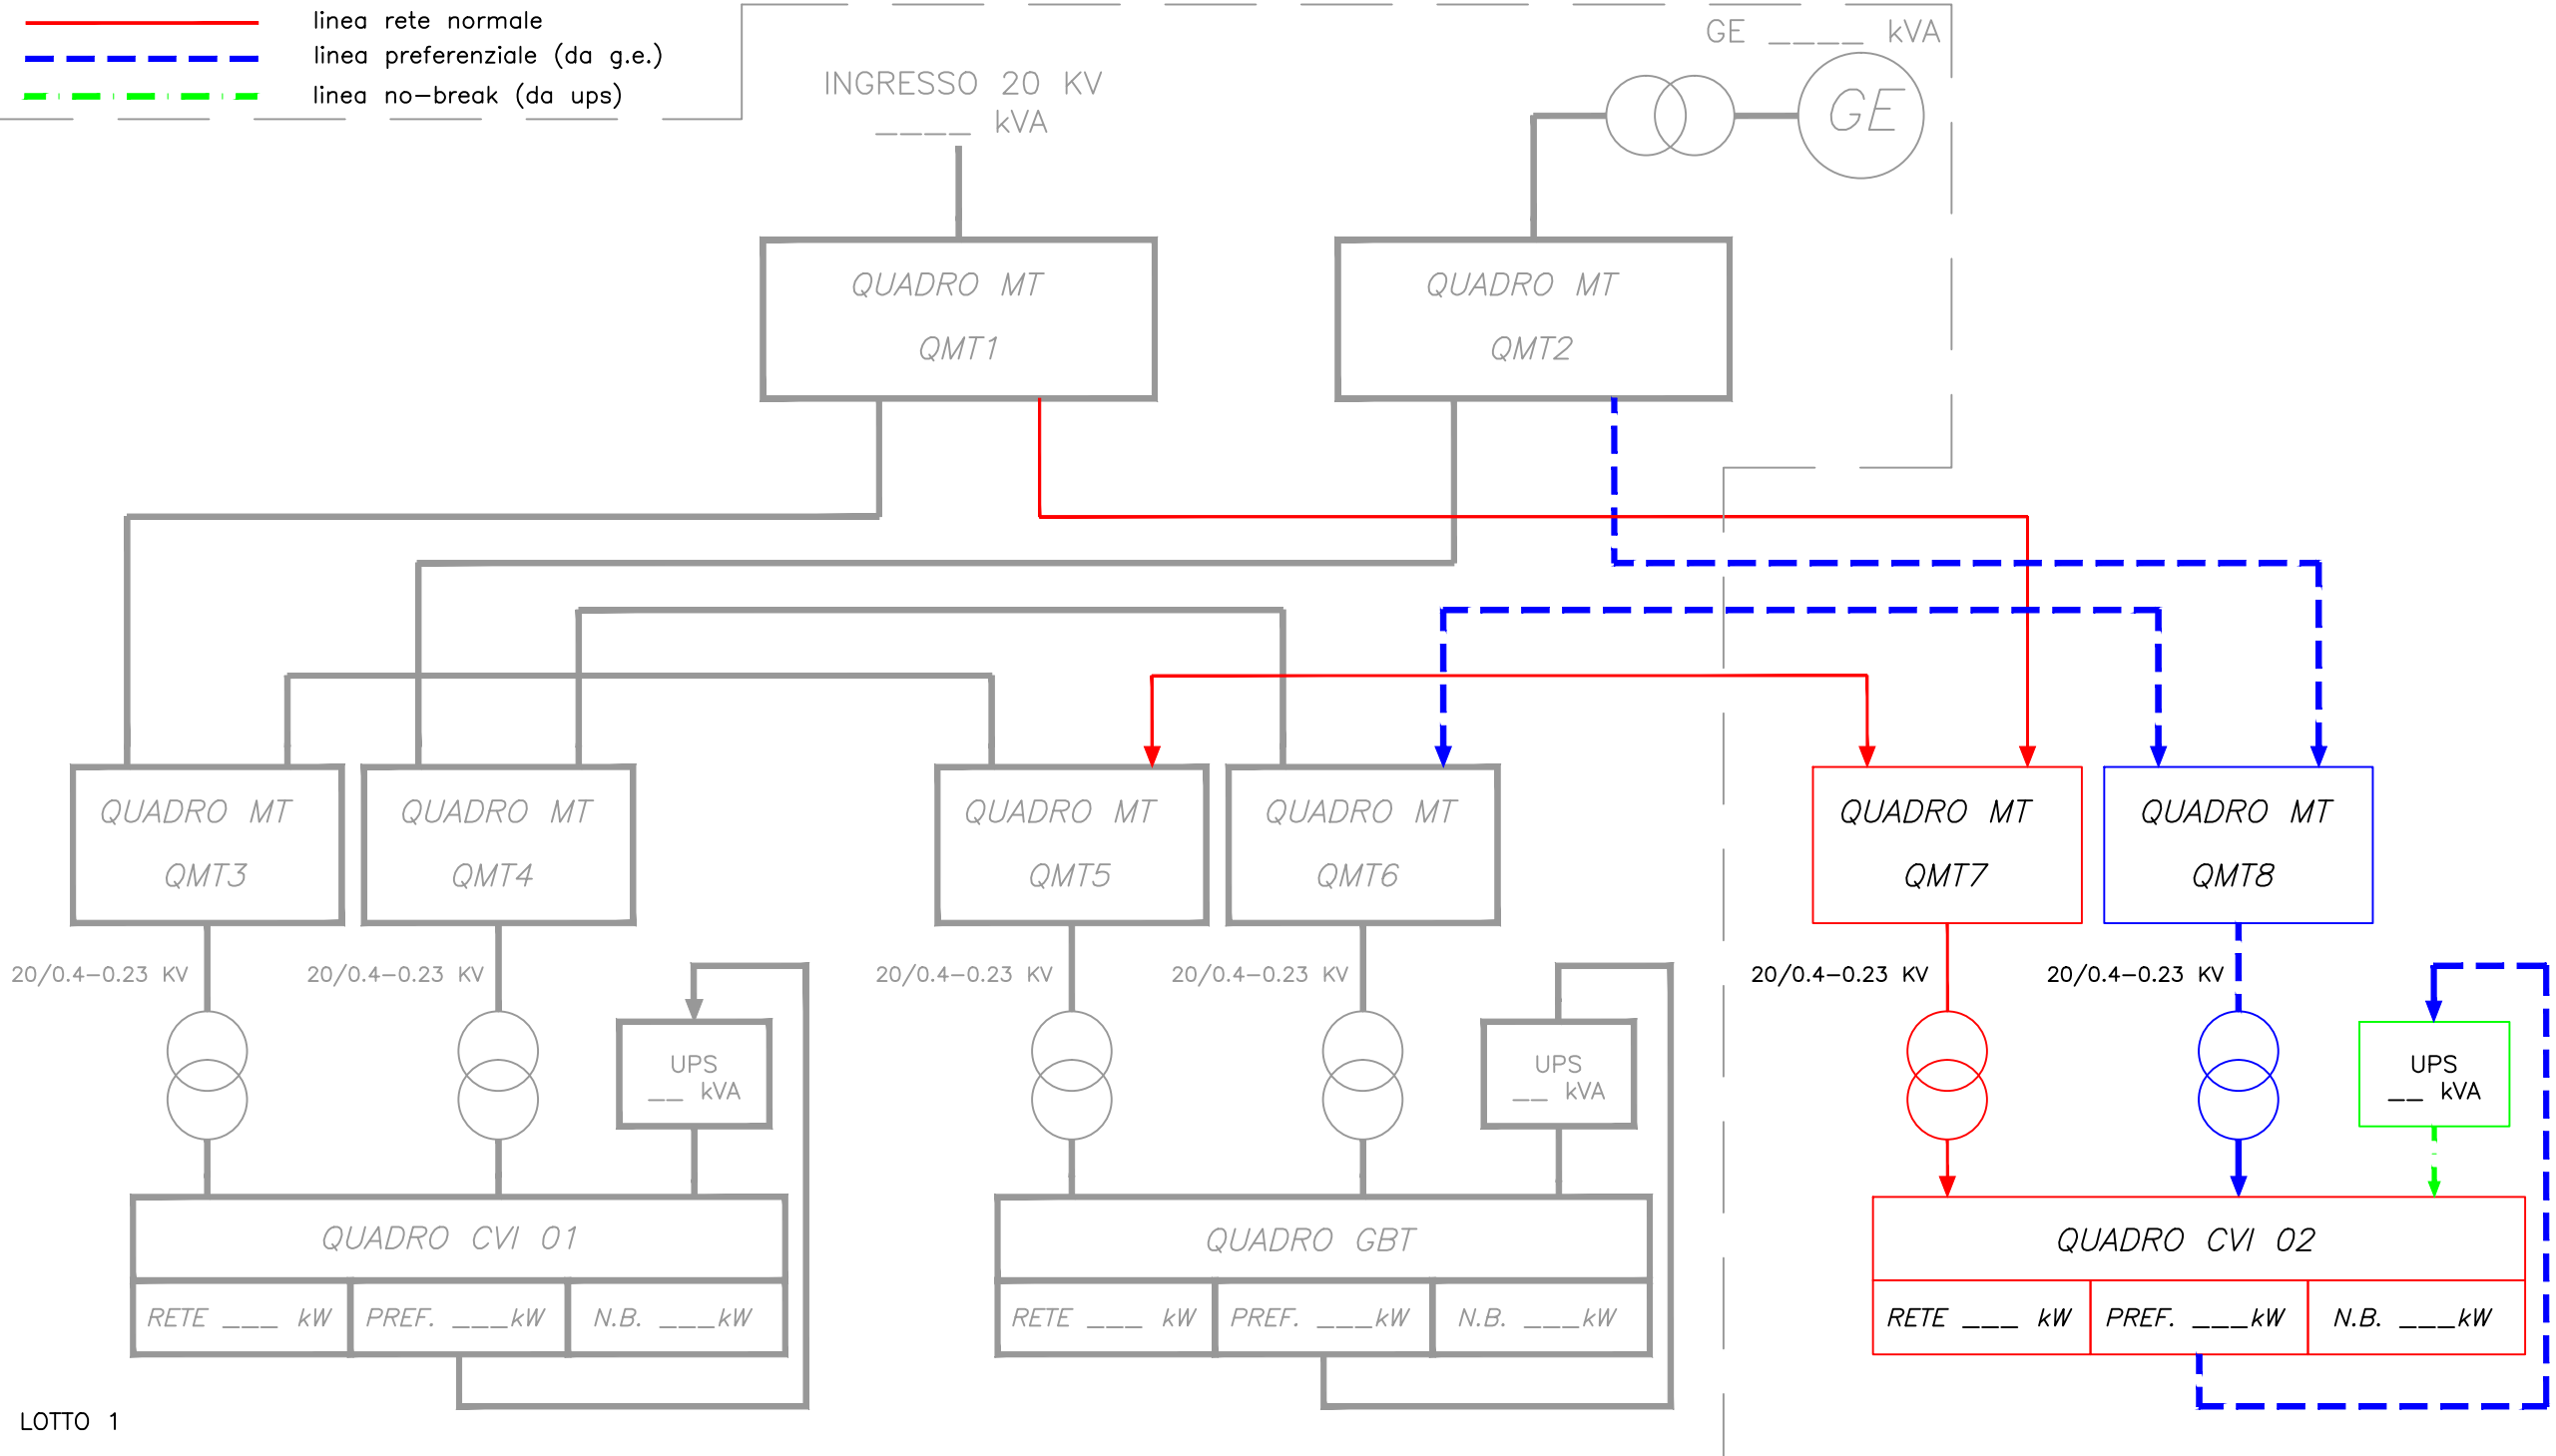 linea rete normale
linea preferenziale (da g.e.)
linea no-break (da ups)
INGRESSO 20 KV
____ kVA
GE ____ kVA
GE
QUADRO MT
QMT1
QUADRO MT
QMT2
QUADRO MT
QMT3
QUADRO MT
QMT4
QUADRO MT
QMT5
QUADRO MT
QMT6
QUADRO MT
QMT7
QUADRO MT
QMT8
20/0.4-0.23 KV
20/0.4-0.23 KV
20/0.4-0.23 KV
20/0.4-0.23 KV
20/0.4-0.23 KV
20/0.4-0.23 KV
UPS
__ kVA
UPS
__ kVA
UPS
__ kVA
QUADRO CVI 01
RETE ___ kW
PREF. ___kW
N.B. ___kW
QUADRO GBT
RETE ___ kW
PREF. ___kW
N.B. ___kW
QUADRO CVI 02
RETE ___ kW
PREF. ___kW
N.B. ___kW
LOTTO 1